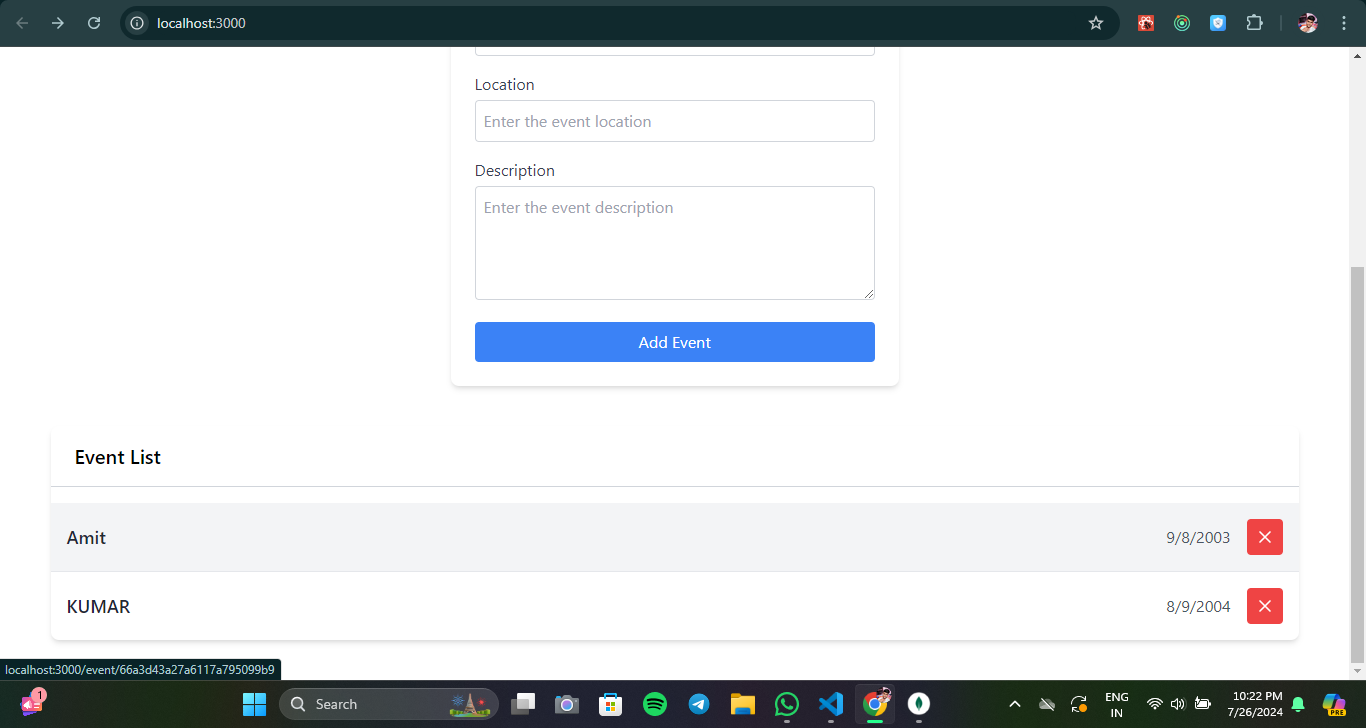 localhost:3000
Location
Enter the event location
Description
Enter the event description
Add Event
Event List
Amit 9/8/2003
KUMAR 8/9/2004
localhost:3000/event/66a3d43a27a6117a795099b9
1
Search
PRE
ENG
IN
10:22 PM
7/26/2024